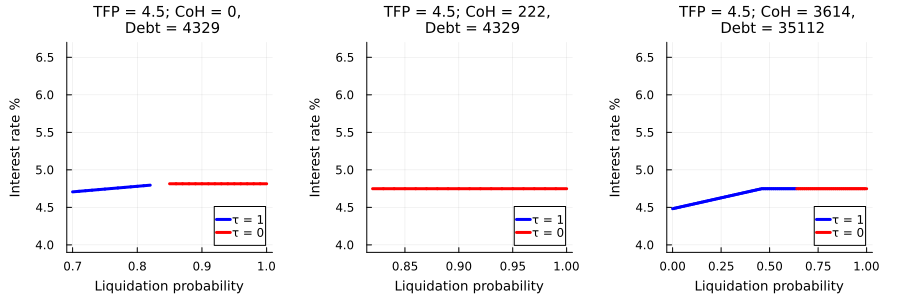 TFP = 4.5; CoH = 0,
Debt = 4329
6.5
6.0
5.5
5.0
4.5
4.0
Interest rate %
0.7
0.8
0.9
1.0
Liquidation probability
τ = 1
τ = 0
TFP = 4.5; CoH = 222,
Debt = 4329
6.5
6.0
5.5
5.0
4.5
4.0
Interest rate %
0.85
0.90
0.95
1.00
Liquidation probability
τ = 1
τ = 0
TFP = 4.5; CoH = 3614,
Debt = 35112
6.5
6.0
5.5
5.0
4.5
4.0
Interest rate %
0.00
0.25
0.50
0.75
1.00
Liquidation probability
τ = 1
τ = 0